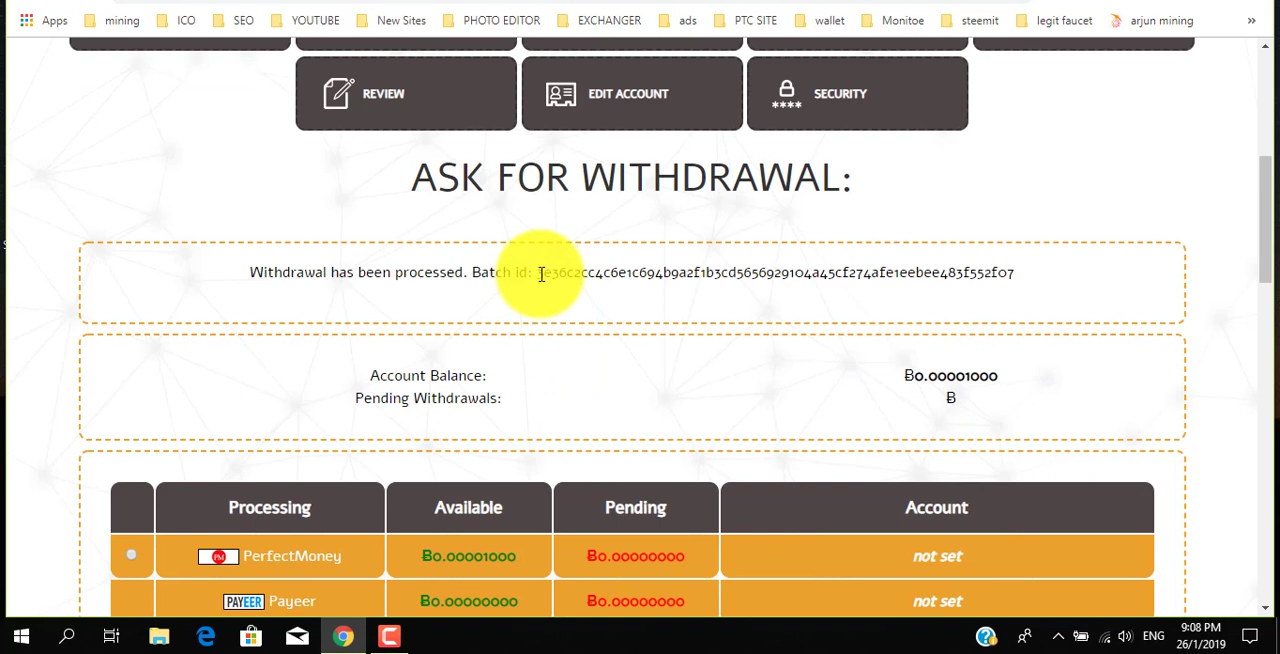 Apps mining ICO SEO YOUTUBE New Sites PHOTO EDITOR EXCHANGER ads PTC SITE wallet Monitoe steemit legit faucet arjun mining »
REVIEW EDIT ACCOUNT **** SECURITY
ASK FOR WITHDRAWAL:
Withdrawal has been processed. Batch id: 3e36c2cc4c6e1c694b9a2f1b3cd5656929104a45cf274afe1eebee483f552f07
Account Balance: Ƀ0.00001000
Pending Withdrawals: Ƀ
Processing Available Pending Account
PM PerfectMoney Ƀ0.00001000 Ƀ0.00000000 not set
PAYEER Payeer Ƀ0.00000000 Ƀ0.00000000 not set
ENG 9:08 PM
26/1/2019